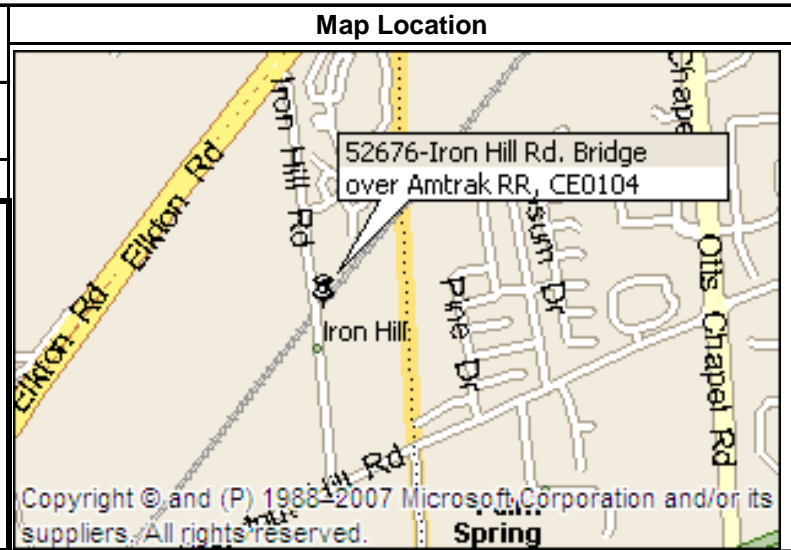 Map Location
52676-Iron Hill Rd. Bridge
over Amtrak RR, CE0104
Iron Hill Rd
Elkton Rd
Elkton Rd
Iron Hill
Pine Dr
Dr
Chape
Otts Chapel Rd
Hill Rd
Copyright © and (P) 1988–2007 Microsoft Corporation and/or its
suppliers. All rights reserved.
Spring